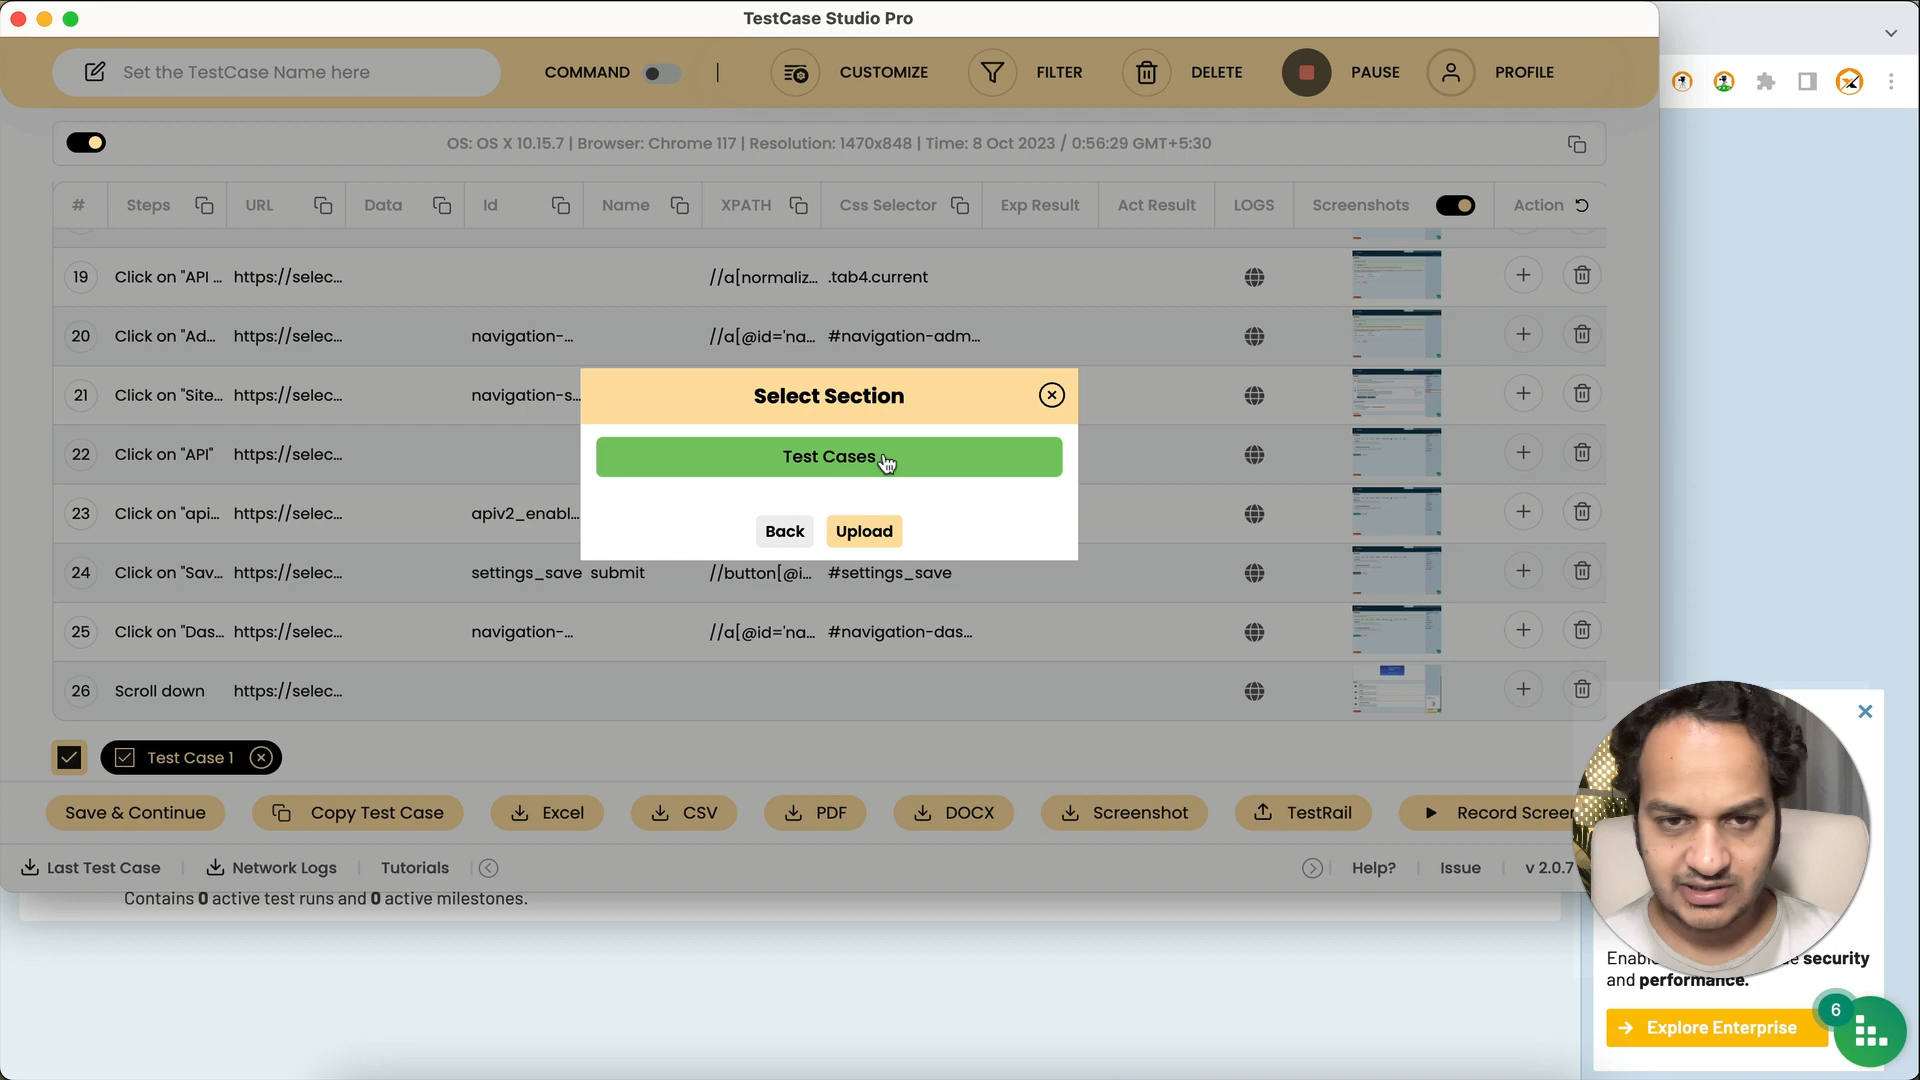 TestCase Studio Pro
Set the TestCase Name here
COMMAND
CUSTOMIZE
FILTER
DELETE
PAUSE
PROFILE
OS: OS X 10.15.7 | Browser: Chrome 117 | Resolution: 1470x848 | Time: 8 Oct 2023 / 0:56:29 GMT+5:30
# Steps URL Data Id Name XPATH Css Selector Exp Result Act Result LOGS Screenshots Action
19 Click on "API ... https://selec... //a[normaliz... .tab4.current
20 Click on "Ad... https://selec... navigation-... //a[@id='na... #navigation-adm...
21 Click on "Site... https://selec... navigation-s...
22 Click on "API" https://selec...
23 Click on "api... https://selec... apiv2_enabl...
24 Click on "Sav... https://selec... settings_save submit //button[@i... #settings_save
25 Click on "Das... https://selec... navigation-... //a[@id='na... #navigation-das...
26 Scroll down https://selec...
Select Section
Test Cases
Back Upload
Test Case 1
Save & Continue
Copy Test Case
Excel
CSV
PDF
DOCX
Screenshot
TestRail
Record Screen
Last Test Case
Network Logs
Tutorials
Help?
Issue
v 2.0.7
Contains 0 active test runs and 0 active milestones.
security
and performance.
Explore Enterprise
6